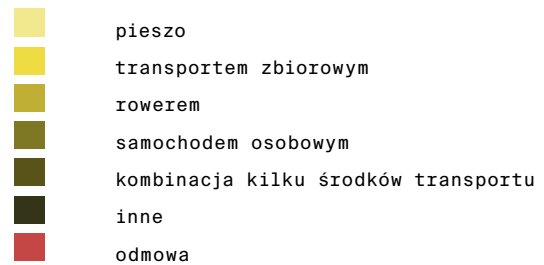 pieszo
transportem zbiorowym
rowerem
samochodem osobowym
kombinacja kilku środków transportu
inne
odmowa